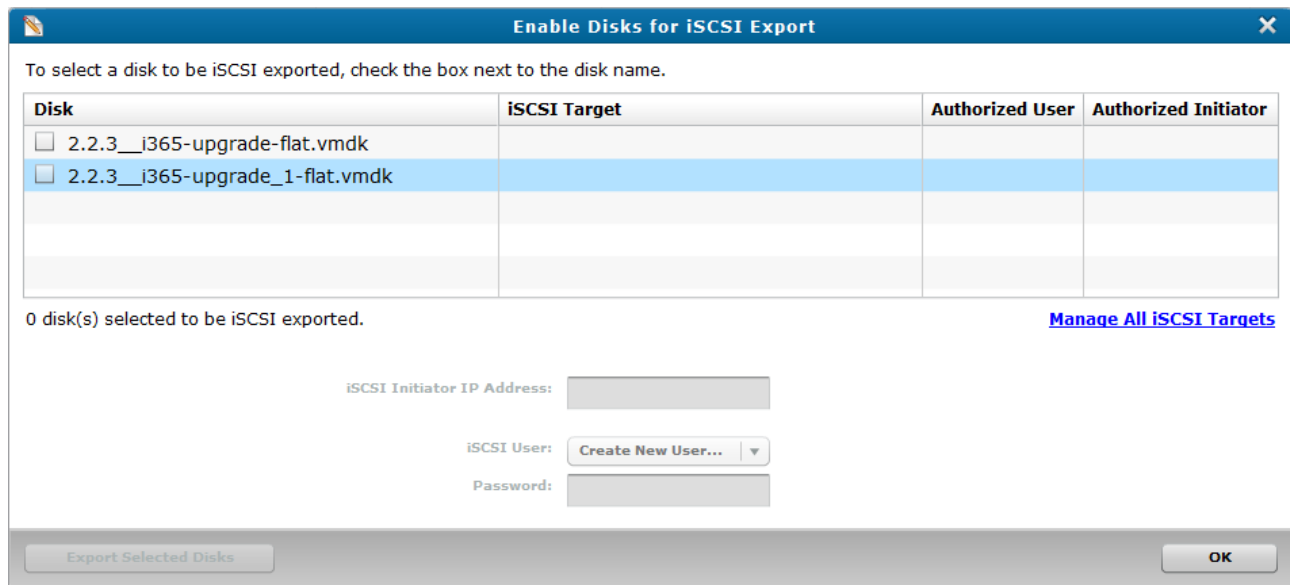 Enable Disks for iSCSI Export
To select a disk to be iSCSI exported, check the box next to the disk name.
Disk iSCSI Target Authorized User Authorized Initiator
2.2.3__i365-upgrade-flat.vmdk
2.2.3__i365-upgrade_1-flat.vmdk
0 disk(s) selected to be iSCSI exported. Manage All iSCSI Targets
iSCSI Initiator IP Address:
iSCSI User: Create New User...
Password:
Export Selected Disks OK